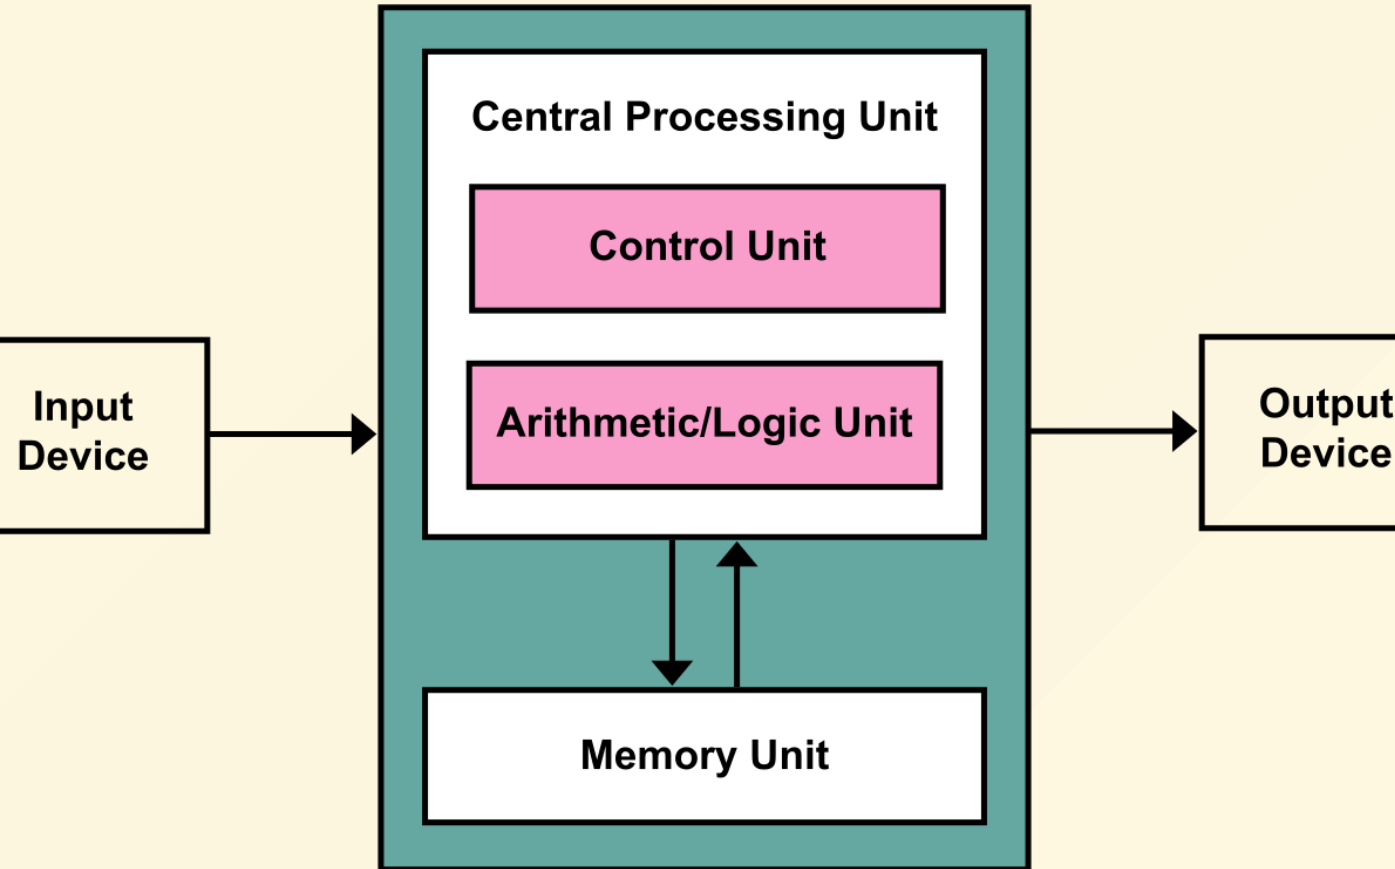 Central Processing Unit
Control Unit
Arithmetic/Logic Unit
Input
Device
Output
Device
Memory Unit